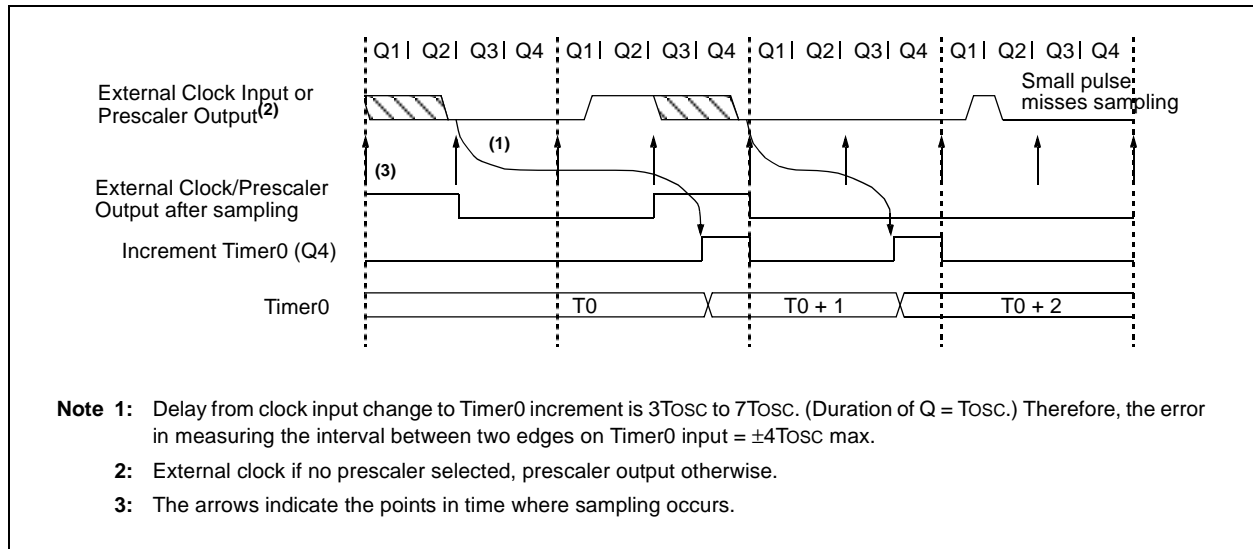 Q1 | Q2 | Q3 | Q4 Q1 | Q2 | Q3 | Q4 Q1 | Q2 | Q3 | Q4 Q1 | Q2 | Q3 | Q4
External Clock Input or
Prescaler Output(2)
Small pulse
misses sampling
(1)
(3)
External Clock/Prescaler
Output after sampling
Increment Timer0 (Q4)
Timer0 T0 T0 + 1 T0 + 2
Note 1: Delay from clock input change to Timer0 increment is 3TOSC to 7TOSC. (Duration of Q = TOSC.) Therefore, the error
in measuring the interval between two edges on Timer0 input = ±4TOSC max.
2: External clock if no prescaler selected, prescaler output otherwise.
3: The arrows indicate the points in time where sampling occurs.